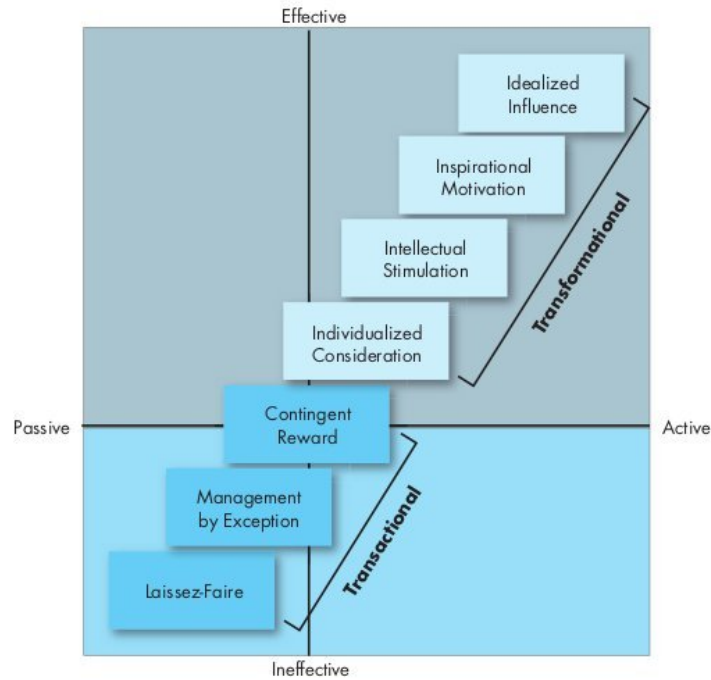 Effective
Idealized
Influence
Inspirational
Motivation
Intellectual
Stimulation
Transformational
Individualized
Consideration
Passive
Contingent
Reward
Active
Management
by Exception
Transactional
Laissez-Faire
Ineffective